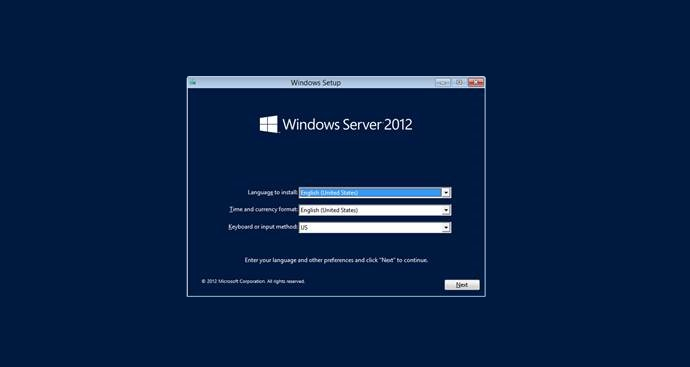 Windows Setup
Windows Server 2012
Language to install: English (United States)
Time and currency format: English (United States)
Keyboard or input method: US
Enter your language and other preferences and click "Next" to continue.
© 2012 Microsoft Corporation. All rights reserved.
Next